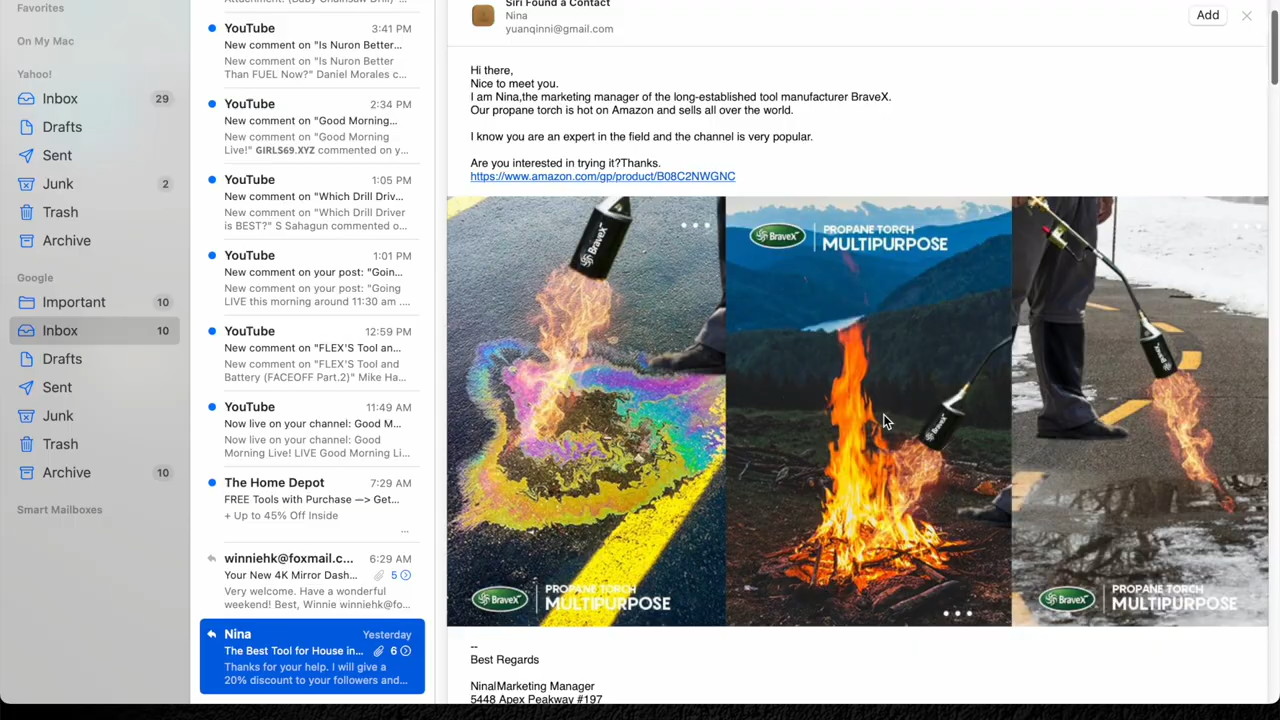 Favorites
On My Mac
Yahoo!
Inbox 29
Drafts
Sent
Junk 2
Trash
Archive
Google
Important 10
Inbox 10
Drafts
Sent
Junk
Trash
Archive 10
Smart Mailboxes
Attachment: (Baby Chainsaw Drill)
YouTube 3:41 PM
New comment on "Is Nuron Better...
New comment on "Is Nuron Better
Than FUEL Now?" Daniel Morales c...
YouTube 2:34 PM
New comment on "Good Morning...
New comment on "Good Morning
Live!" GIRLS69.XYZ commented on y...
YouTube 1:05 PM
New comment on "Which Drill Driv...
New comment on "Which Drill Driver
is BEST?" S Sahagun commented o...
YouTube 1:01 PM
New comment on your post: "Goin...
New comment on your post: "Going
LIVE this morning around 11:30 am ....
YouTube 12:59 PM
New comment on "FLEX'S Tool an...
New comment on "FLEX'S Tool and
Battery (FACEOFF Part.2)" Mike Ha...
YouTube 11:49 AM
Now live on your channel: Good M...
Now live on your channel: Good
Morning Live! LIVE Good Morning Li...
The Home Depot 7:29 AM
FREE Tools with Purchase —> Get...
+ Up to 45% Off Inside
...
winniehk@foxmail.c... 6:29 AM
Your New 4K Mirror Dash... 5
Very welcome. Have a wonderful
weekend! Best, Winnie winniehk@fo...
Nina Yesterday
The Best Tool for House in... 6
Thanks for your help. I will give a
20% discount to your followers and...
Siri Found a Contact
Nina
yuanqinni@gmail.com
Add
Hi there,
Nice to meet you.
I am Nina,the marketing manager of the long-established tool manufacturer BraveX.
Our propane torch is hot on Amazon and sells all over the world.
I know you are an expert in the field and the channel is very popular.
Are you interested in trying it?Thanks.
https://www.amazon.com/gp/product/B08C2NWGNC
BraveX
BraveX PROPANE TORCH
MULTIPURPOSE
BraveX
BraveX
BraveX PROPANE TORCH
MULTIPURPOSE
BraveX PROPANE TORCH
MULTIPURPOSE
--
Best Regards
Nina|Marketing Manager
5448 Apex Peakway #197